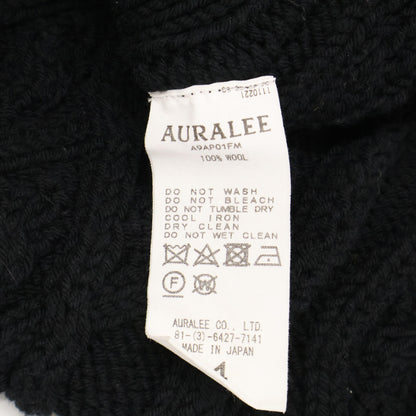 AURALEE
A9AP01FM
100% WOOL
DO NOT WASH
DO NOT BLEACH
DO NOT TUMBLE DRY
COOL IRON
DRY CLEAN
DO NOT WET CLEAN
F W
AURALEE CO., LTD.
81-(3)-6427-7141
MADE IN JAPAN
1